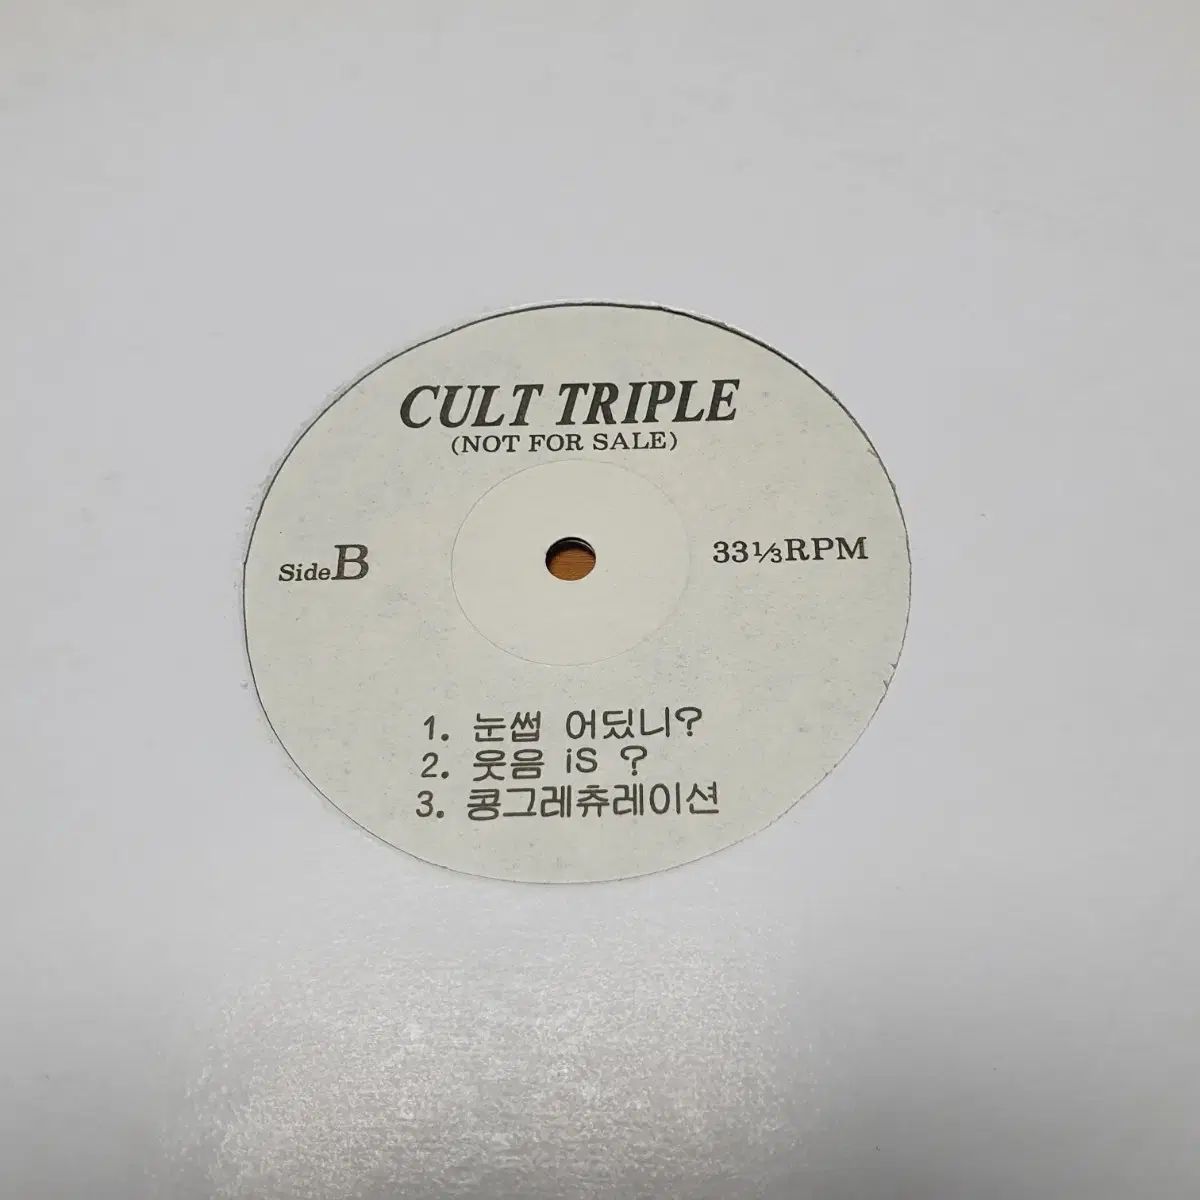 CULT TRIPLE
(NOT FOR SALE)
Side B
33⅓RPM
1. 눈썹 어딨니?
2. 웃음 iS ?
3. 콩그레츄레이션